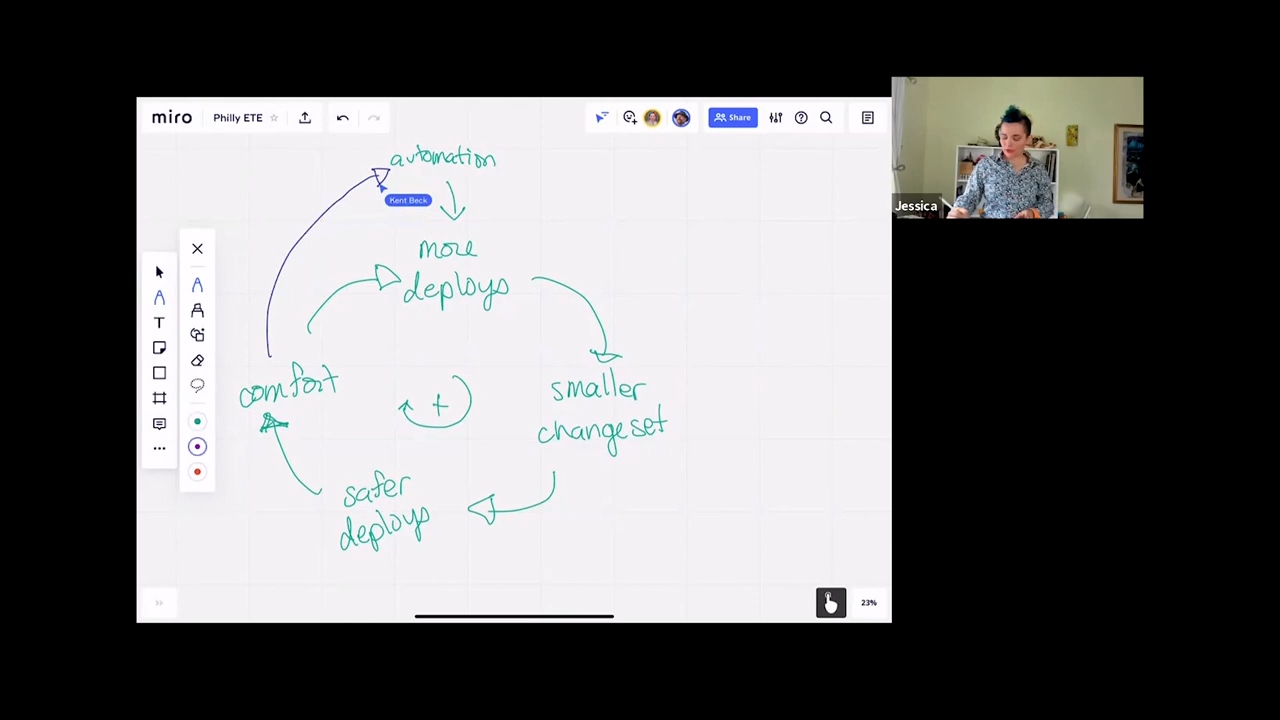 miro
Philly ETE
Share
automation
Kent Beck
Jessica
more
deploys
comfort
+
smaller
changeset
safer
deploys
T
23%